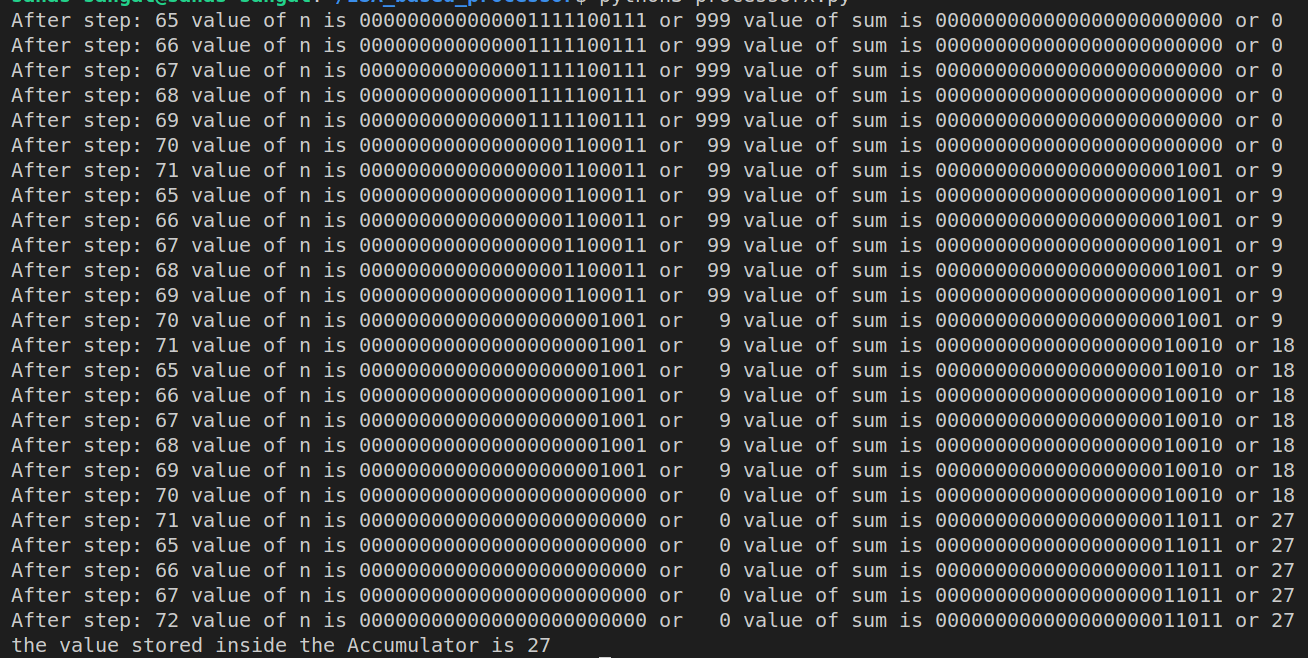 After step: 65 value of n is 000000000000001111100111 or 999 value of sum is 000000000000000000000000 or 0
After step: 66 value of n is 000000000000001111100111 or 999 value of sum is 000000000000000000000000 or 0
After step: 67 value of n is 000000000000001111100111 or 999 value of sum is 000000000000000000000000 or 0
After step: 68 value of n is 000000000000001111100111 or 999 value of sum is 000000000000000000000000 or 0
After step: 69 value of n is 000000000000001111100111 or 999 value of sum is 000000000000000000000000 or 0
After step: 70 value of n is 000000000000000001100011 or  99 value of sum is 000000000000000000000000 or 0
After step: 71 value of n is 000000000000000001100011 or  99 value of sum is 000000000000000000001001 or 9
After step: 65 value of n is 000000000000000001100011 or  99 value of sum is 000000000000000000001001 or 9
After step: 66 value of n is 000000000000000001100011 or  99 value of sum is 000000000000000000001001 or 9
After step: 67 value of n is 000000000000000001100011 or  99 value of sum is 000000000000000000001001 or 9
After step: 68 value of n is 000000000000000001100011 or  99 value of sum is 000000000000000000001001 or 9
After step: 69 value of n is 000000000000000001100011 or  99 value of sum is 000000000000000000001001 or 9
After step: 70 value of n is 000000000000000000001001 or   9 value of sum is 000000000000000000001001 or 9
After step: 71 value of n is 000000000000000000001001 or   9 value of sum is 000000000000000000010010 or 18
After step: 65 value of n is 000000000000000000001001 or   9 value of sum is 000000000000000000010010 or 18
After step: 66 value of n is 000000000000000000001001 or   9 value of sum is 000000000000000000010010 or 18
After step: 67 value of n is 000000000000000000001001 or   9 value of sum is 000000000000000000010010 or 18
After step: 68 value of n is 000000000000000000001001 or   9 value of sum is 000000000000000000010010 or 18
After step: 69 value of n is 000000000000000000001001 or   9 value of sum is 000000000000000000010010 or 18
After step: 70 value of n is 000000000000000000000000 or   0 value of sum is 000000000000000000010010 or 18
After step: 71 value of n is 000000000000000000000000 or   0 value of sum is 000000000000000000011011 or 27
After step: 65 value of n is 000000000000000000000000 or   0 value of sum is 000000000000000000011011 or 27
After step: 66 value of n is 000000000000000000000000 or   0 value of sum is 000000000000000000011011 or 27
After step: 67 value of n is 000000000000000000000000 or   0 value of sum is 000000000000000000011011 or 27
After step: 72 value of n is 000000000000000000000000 or   0 value of sum is 000000000000000000011011 or 27
the value stored inside the Accumulator is 27